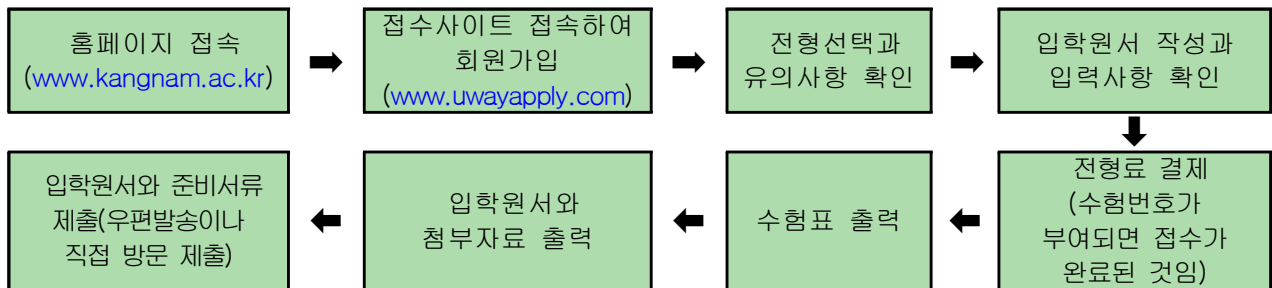 홈페이지 접속
(www.kangnam.ac.kr)
접수사이트 접속하여
회원가입
(www.uwayapply.com)
전형선택과
유의사항 확인
입학원서 작성과
입력사항 확인
전형료 결제
(수험번호가
부여되면 접수가
완료된 것임)
수험표 출력
입학원서와
첨부자료 출력
입학원서와 준비서류
제출(우편발송이나
직접 방문 제출)